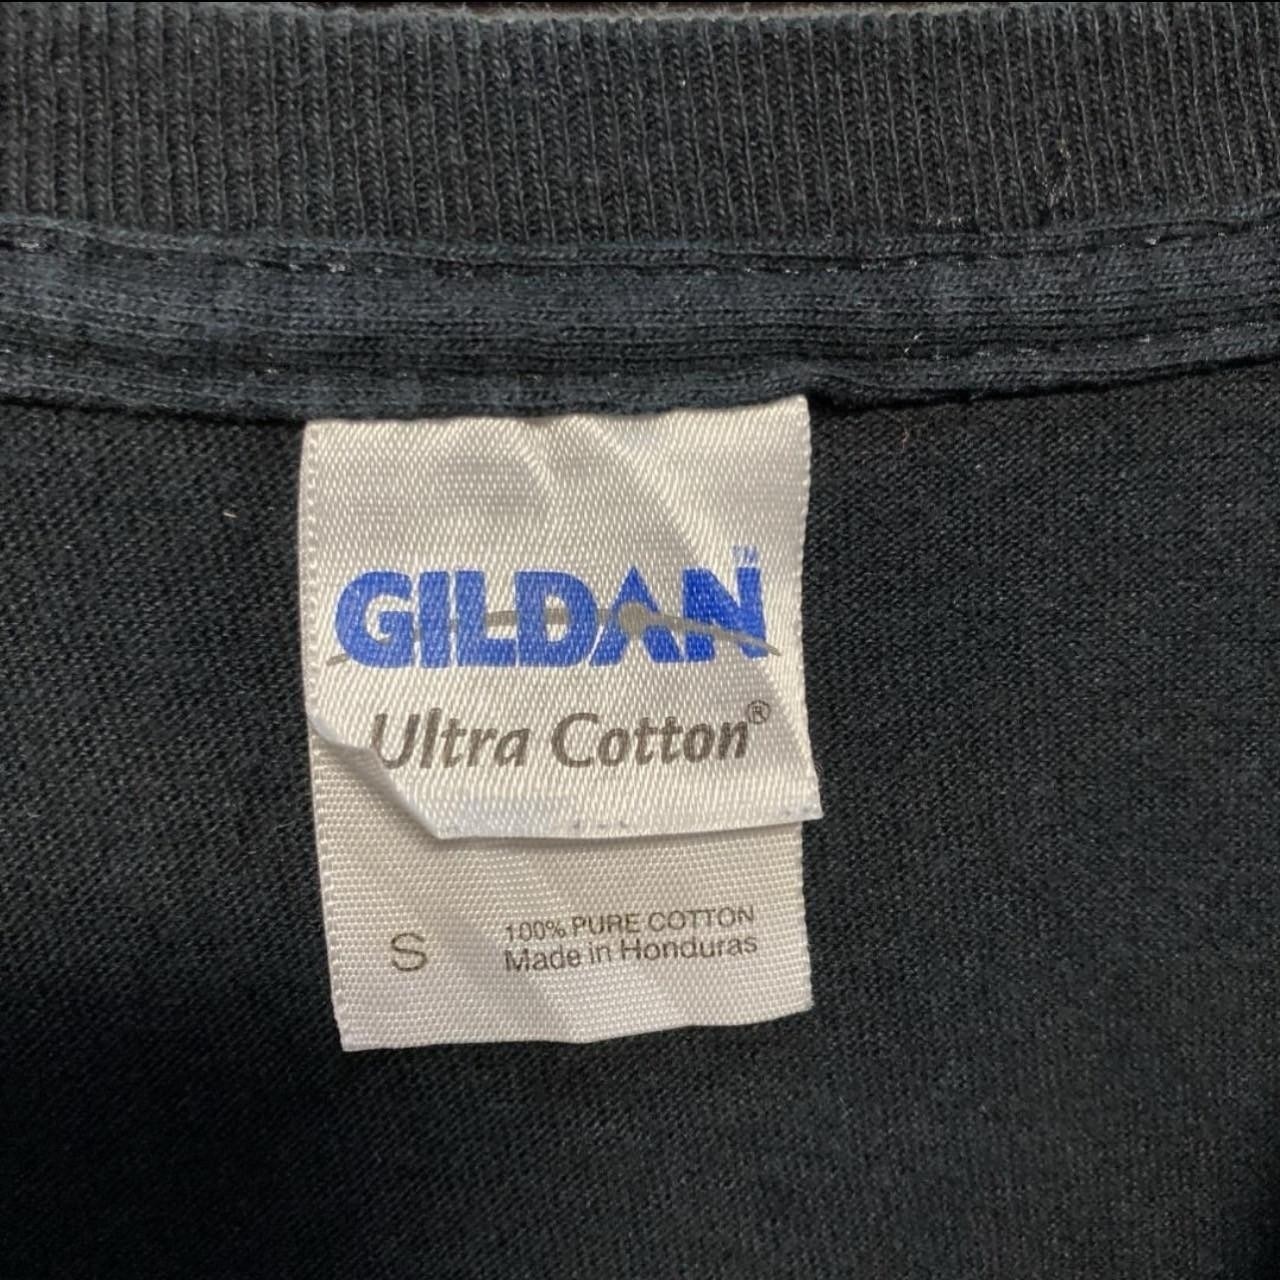 GILDAN™
Ultra Cotton®
S
100% PURE COTTON
Made in Honduras